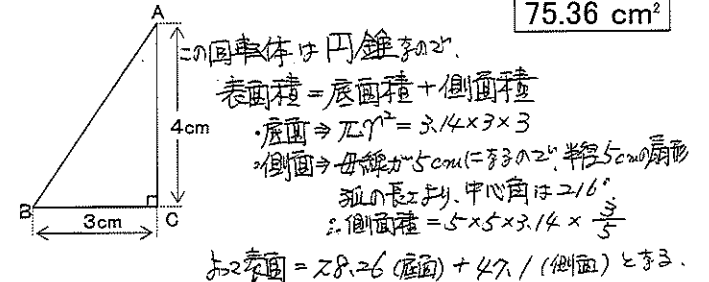 75.36 cm²
A
この回転体は円錐なので、
表面積 = 底面積 + 側面積
4cm
・底面 ⇒ πr² = 3.14×3×3
・側面 ⇒ 母線が5cmになるので、半径5cmの扇形
弧の長さより、中心角は216°
B
3cm
C
∴側面積 = 5×5×3.14× 3/5
よって表面 = 28.26 (底面) + 47.1 (側面) となる.